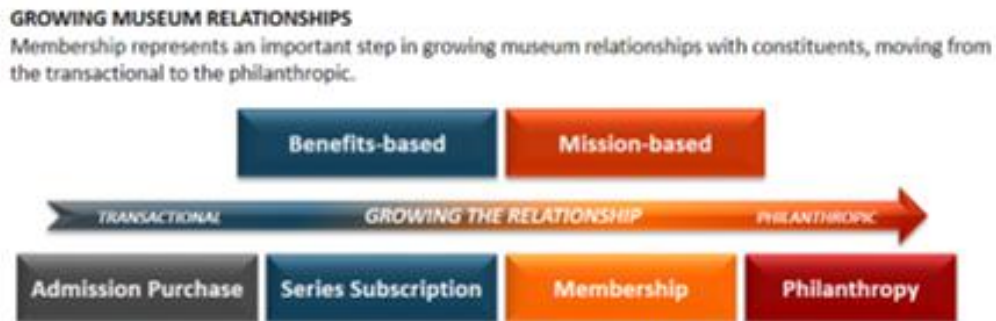 GROWING MUSEUM RELATIONSHIPS
Membership represents an important step in growing museum relationships with constituents, moving from
the transactional to the philanthropic.
Benefits-based
Mission-based
TRANSACTIONAL
GROWING THE RELATIONSHIP
PHILANTHROPIC
Admission Purchase
Series Subscription
Membership
Philanthropy